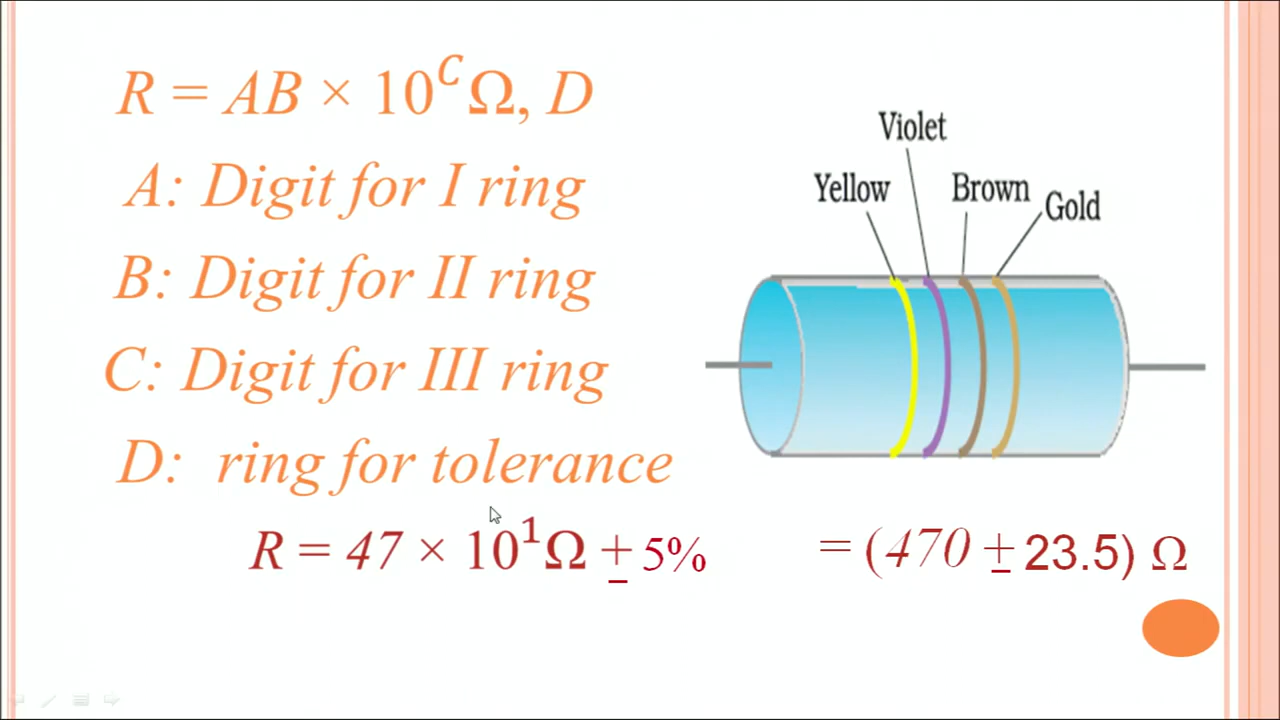 R = AB × 10^C Ω, D
A: Digit for I ring
B: Digit for II ring
C: Digit for III ring
D: ring for tolerance
Violet
Yellow
Brown
Gold
R = 47 × 10^1 Ω ± 5%
= (470 ± 23.5) Ω